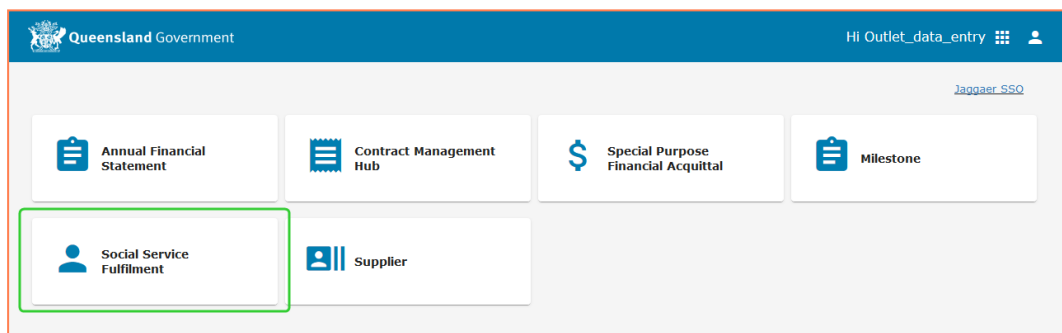 Queensland Government
Hi Outlet_data_entry
Jaggaer SSO
Annual Financial
Statement
Contract Management
Hub
$
Special Purpose
Financial Acquittal
Milestone
Social Service
Fulfilment
Supplier